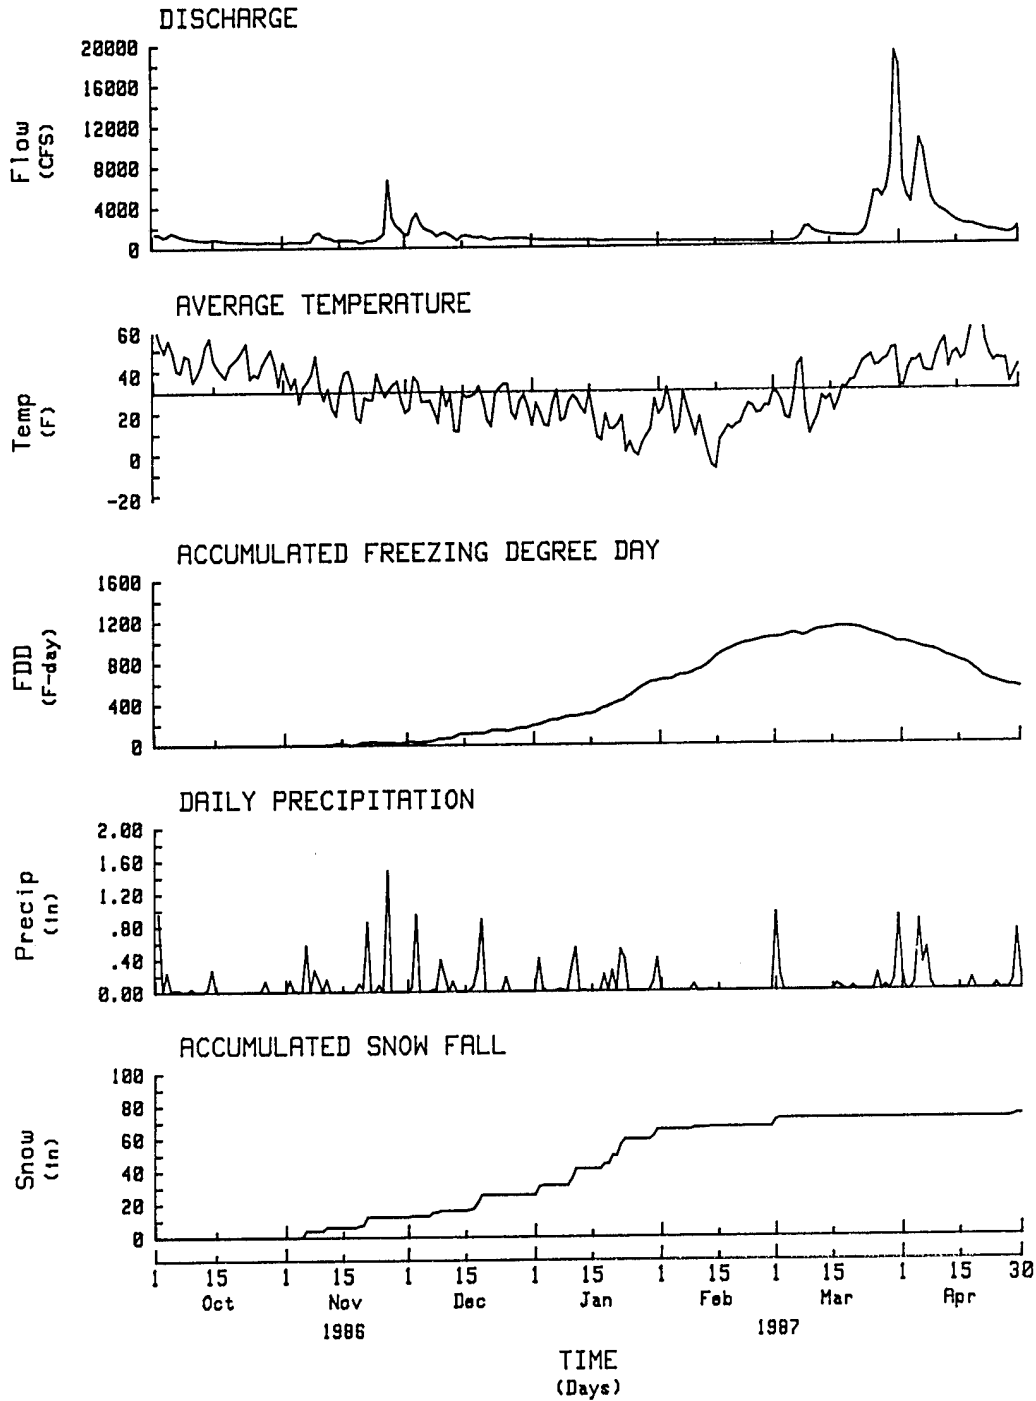 DISCHARGE
20000
16000
12000
8000
4000
0
Flow
(CFS)
AVERAGE TEMPERATURE
60
40
20
0
-20
Temp
(F)
ACCUMULATED FREEZING DEGREE DAY
1600
1200
800
400
0
FDD
(F-day)
DAILY PRECIPITATION
2.00
1.60
1.20
.80
.40
0.00
Precip
(in)
ACCUMULATED SNOW FALL
100
80
60
40
20
0
Snow
(in)
1 15 1 15 1 15 1 15 1 15 1 15 1 15 30
Oct Nov Dec Jan Feb Mar Apr
1986 1987
TIME
(Days)